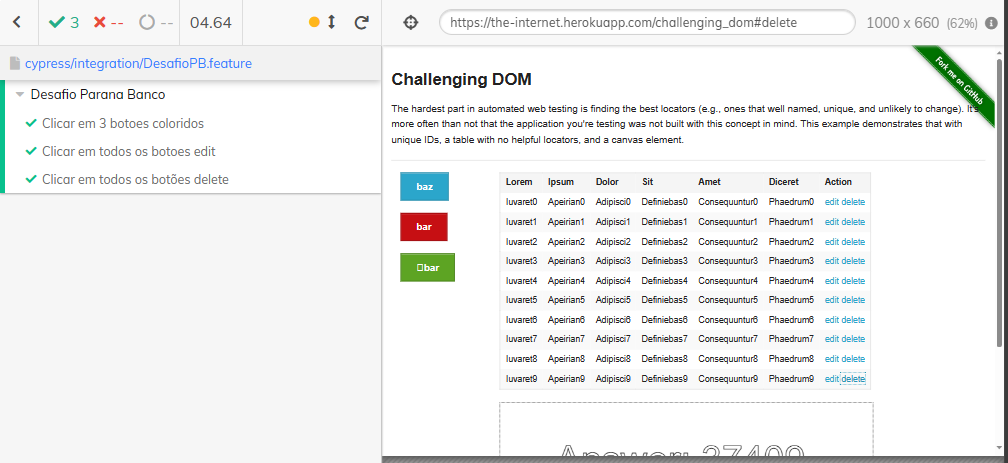 3 -- -- 04.64
https://the-internet.herokuapp.com/challenging_dom#delete 1000 x 660 (62%)
cypress/integration/DesafioPB.feature
Desafio Parana Banco
Clicar em 3 botoes coloridos
Clicar em todos os botoes edit
Clicar em todos os botões delete
Fork me on GitHub
Challenging DOM
The hardest part in automated web testing is finding the best locators (e.g., ones that well named, unique, and unlikely to change). It's
more often than not that the application you're testing was not built with this concept in mind. This example demonstrates that with
unique IDs, a table with no helpful locators, and a canvas element.
baz
bar
bar
Lorem Ipsum Dolor Sit Amet Diceret Action
Iuvaret0 Apeirian0 Adipisci0 Definiebas0 Consequuntur0 Phaedrum0 edit delete
Iuvaret1 Apeirian1 Adipisci1 Definiebas1 Consequuntur1 Phaedrum1 edit delete
Iuvaret2 Apeirian2 Adipisci2 Definiebas2 Consequuntur2 Phaedrum2 edit delete
Iuvaret3 Apeirian3 Adipisci3 Definiebas3 Consequuntur3 Phaedrum3 edit delete
Iuvaret4 Apeirian4 Adipisci4 Definiebas4 Consequuntur4 Phaedrum4 edit delete
Iuvaret5 Apeirian5 Adipisci5 Definiebas5 Consequuntur5 Phaedrum5 edit delete
Iuvaret6 Apeirian6 Adipisci6 Definiebas6 Consequuntur6 Phaedrum6 edit delete
Iuvaret7 Apeirian7 Adipisci7 Definiebas7 Consequuntur7 Phaedrum7 edit delete
Iuvaret8 Apeirian8 Adipisci8 Definiebas8 Consequuntur8 Phaedrum8 edit delete
Iuvaret9 Apeirian9 Adipisci9 Definiebas9 Consequuntur9 Phaedrum9 edit delete
Answer: